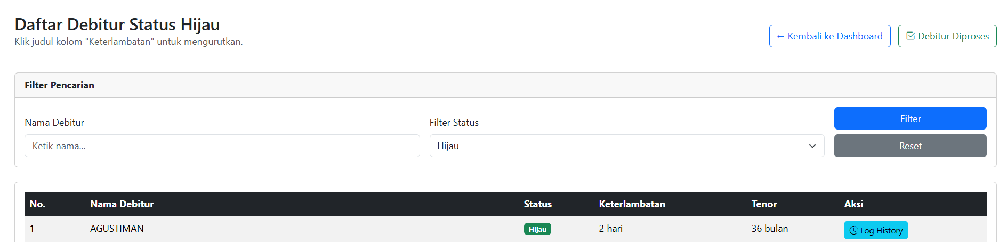 Daftar Debitur Status Hijau
Klik judul kolom "Keterlambatan" untuk mengurutkan.
← Kembali ke Dashboard
Debitur Diproses
Filter Pencarian
Nama Debitur
Ketik nama...
Filter Status
Hijau
Filter
Reset
No. Nama Debitur Status Keterlambatan Tenor Aksi
1 AGUSTIMAN Hijau 2 hari 36 bulan Log History